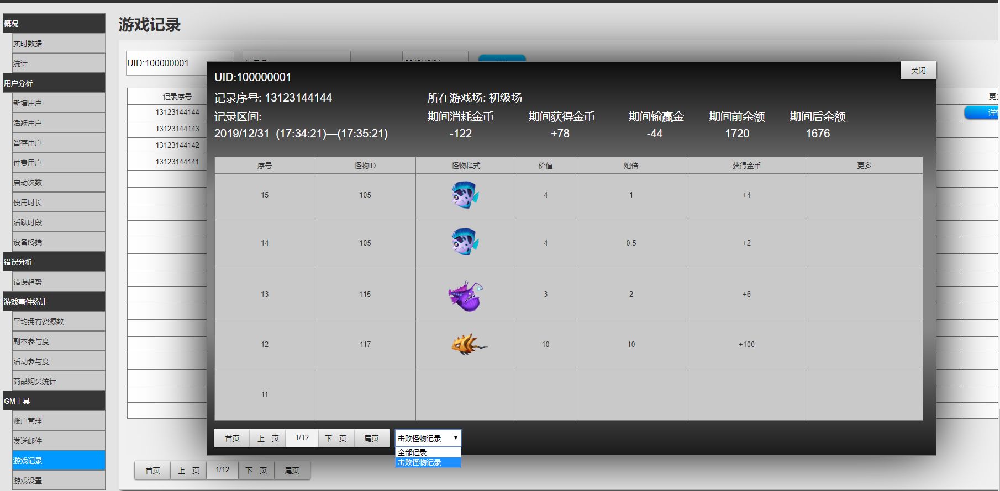 概况
实时数据
统计
用户分析
新增用户
活跃用户
留存用户
付费用户
启动次数
使用时长
活跃时段
设备终端
错误分析
错误趋势
游戏事件统计
平均拥有资源数
副本参与度
活动参与度
商品购买统计
GM工具
账户管理
发送邮件
游戏记录
游戏设置
游戏记录
UID:100000001
记录序号
13123144144
13123144143
13123144142
13123144141
关闭
UID:100000001
记录序号: 13123144144 所在游戏场: 初级场
记录区间: 期间消耗金币 期间获得金币 期间输赢金 期间前余额 期间后余额
2019/12/31 (17:34:21)—(17:35:21) -122 +78 -44 1720 1676
序号 怪物ID 怪物样式 价值 炮倍 获得金币 更多
15 105 4 1 +4
14 105 4 0.5 +2
13 115 3 2 +6
12 117 10 10 +100
11
首页 上一页 1/12 下一页 尾页 击败怪物记录
全部记录
击败怪物记录
首页 上一页 1/12 下一页 尾页